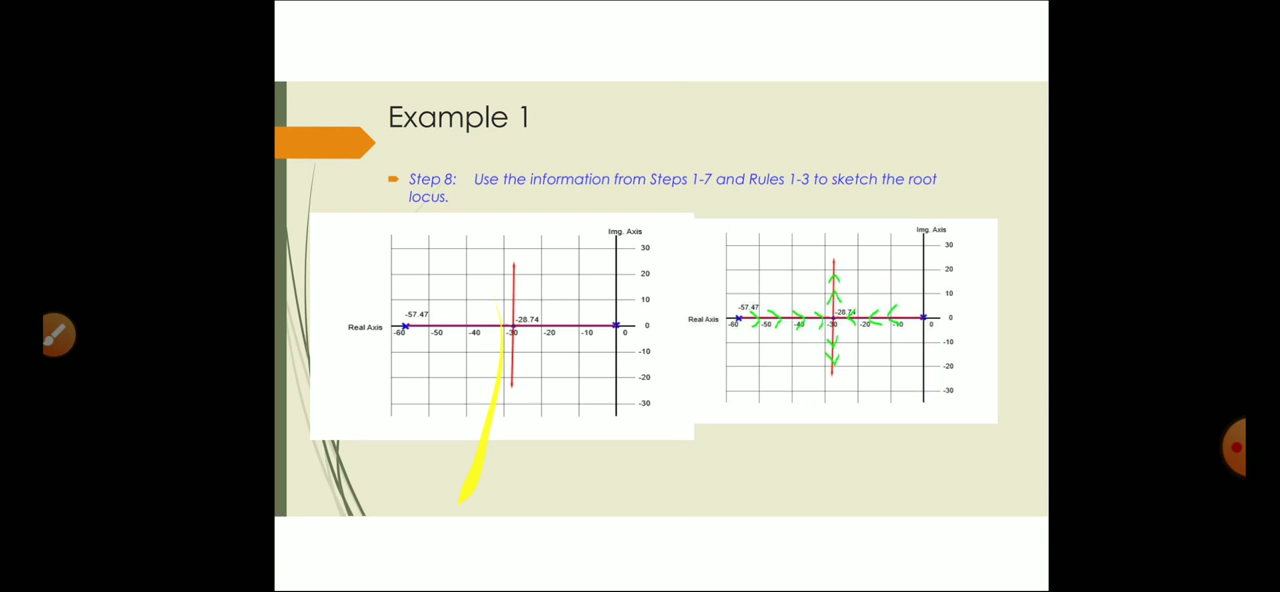 Example 1
Step 8: Use the information from Steps 1-7 and Rules 1-3 to sketch the root
locus.
Img. Axis
30
20
10
-57.47
-28.74
Real Axis
-60 -50 -40 -30 -20 -10 0
0
-10
-20
-30
Img. Axis
30
20
10
-57.47
-28.74
Real Axis
-60 -50 -40 -30 -20 -10 0
0
-10
-20
-30